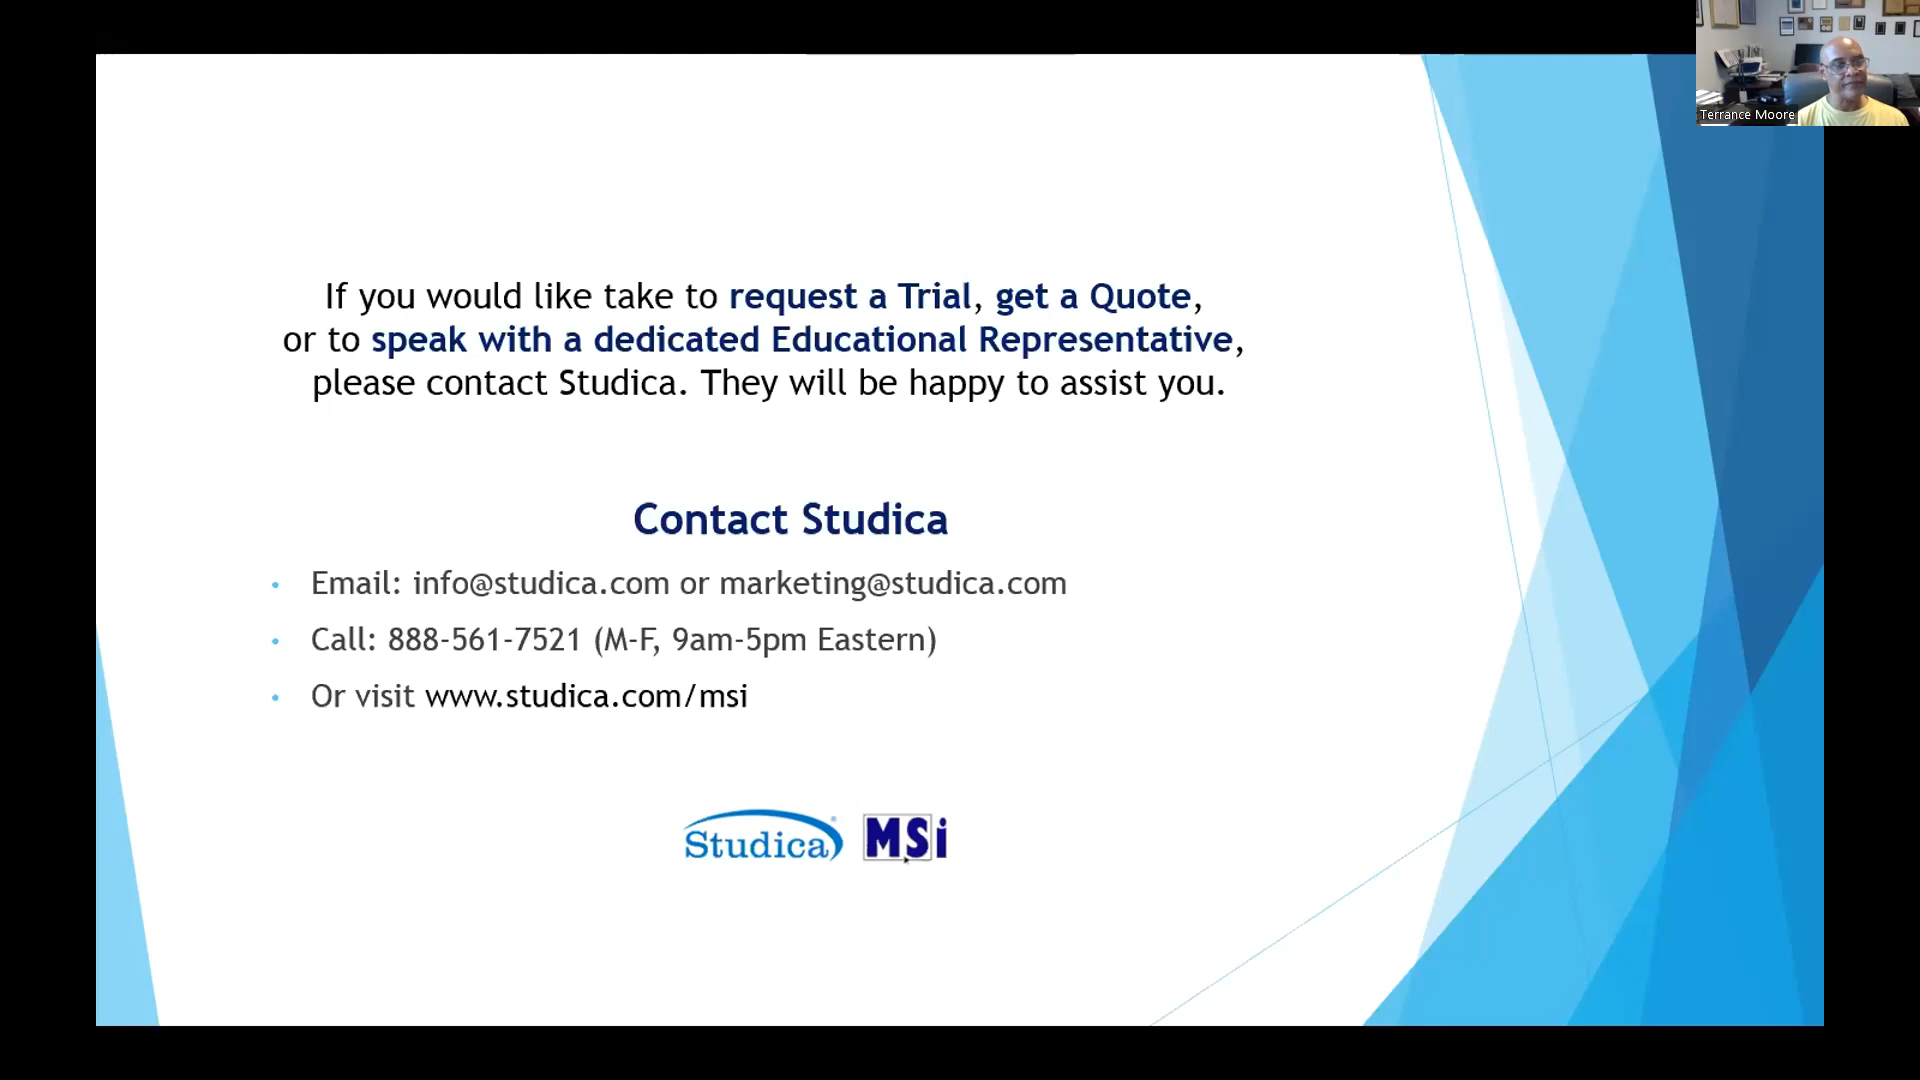 Terrance Moore
If you would like take to request a Trial, get a Quote,
or to speak with a dedicated Educational Representative,
please contact Studica. They will be happy to assist you.
Contact Studica
• Email: info@studica.com or marketing@studica.com
• Call: 888-561-7521 (M-F, 9am-5pm Eastern)
• Or visit www.studica.com/msi
Studica® MSi